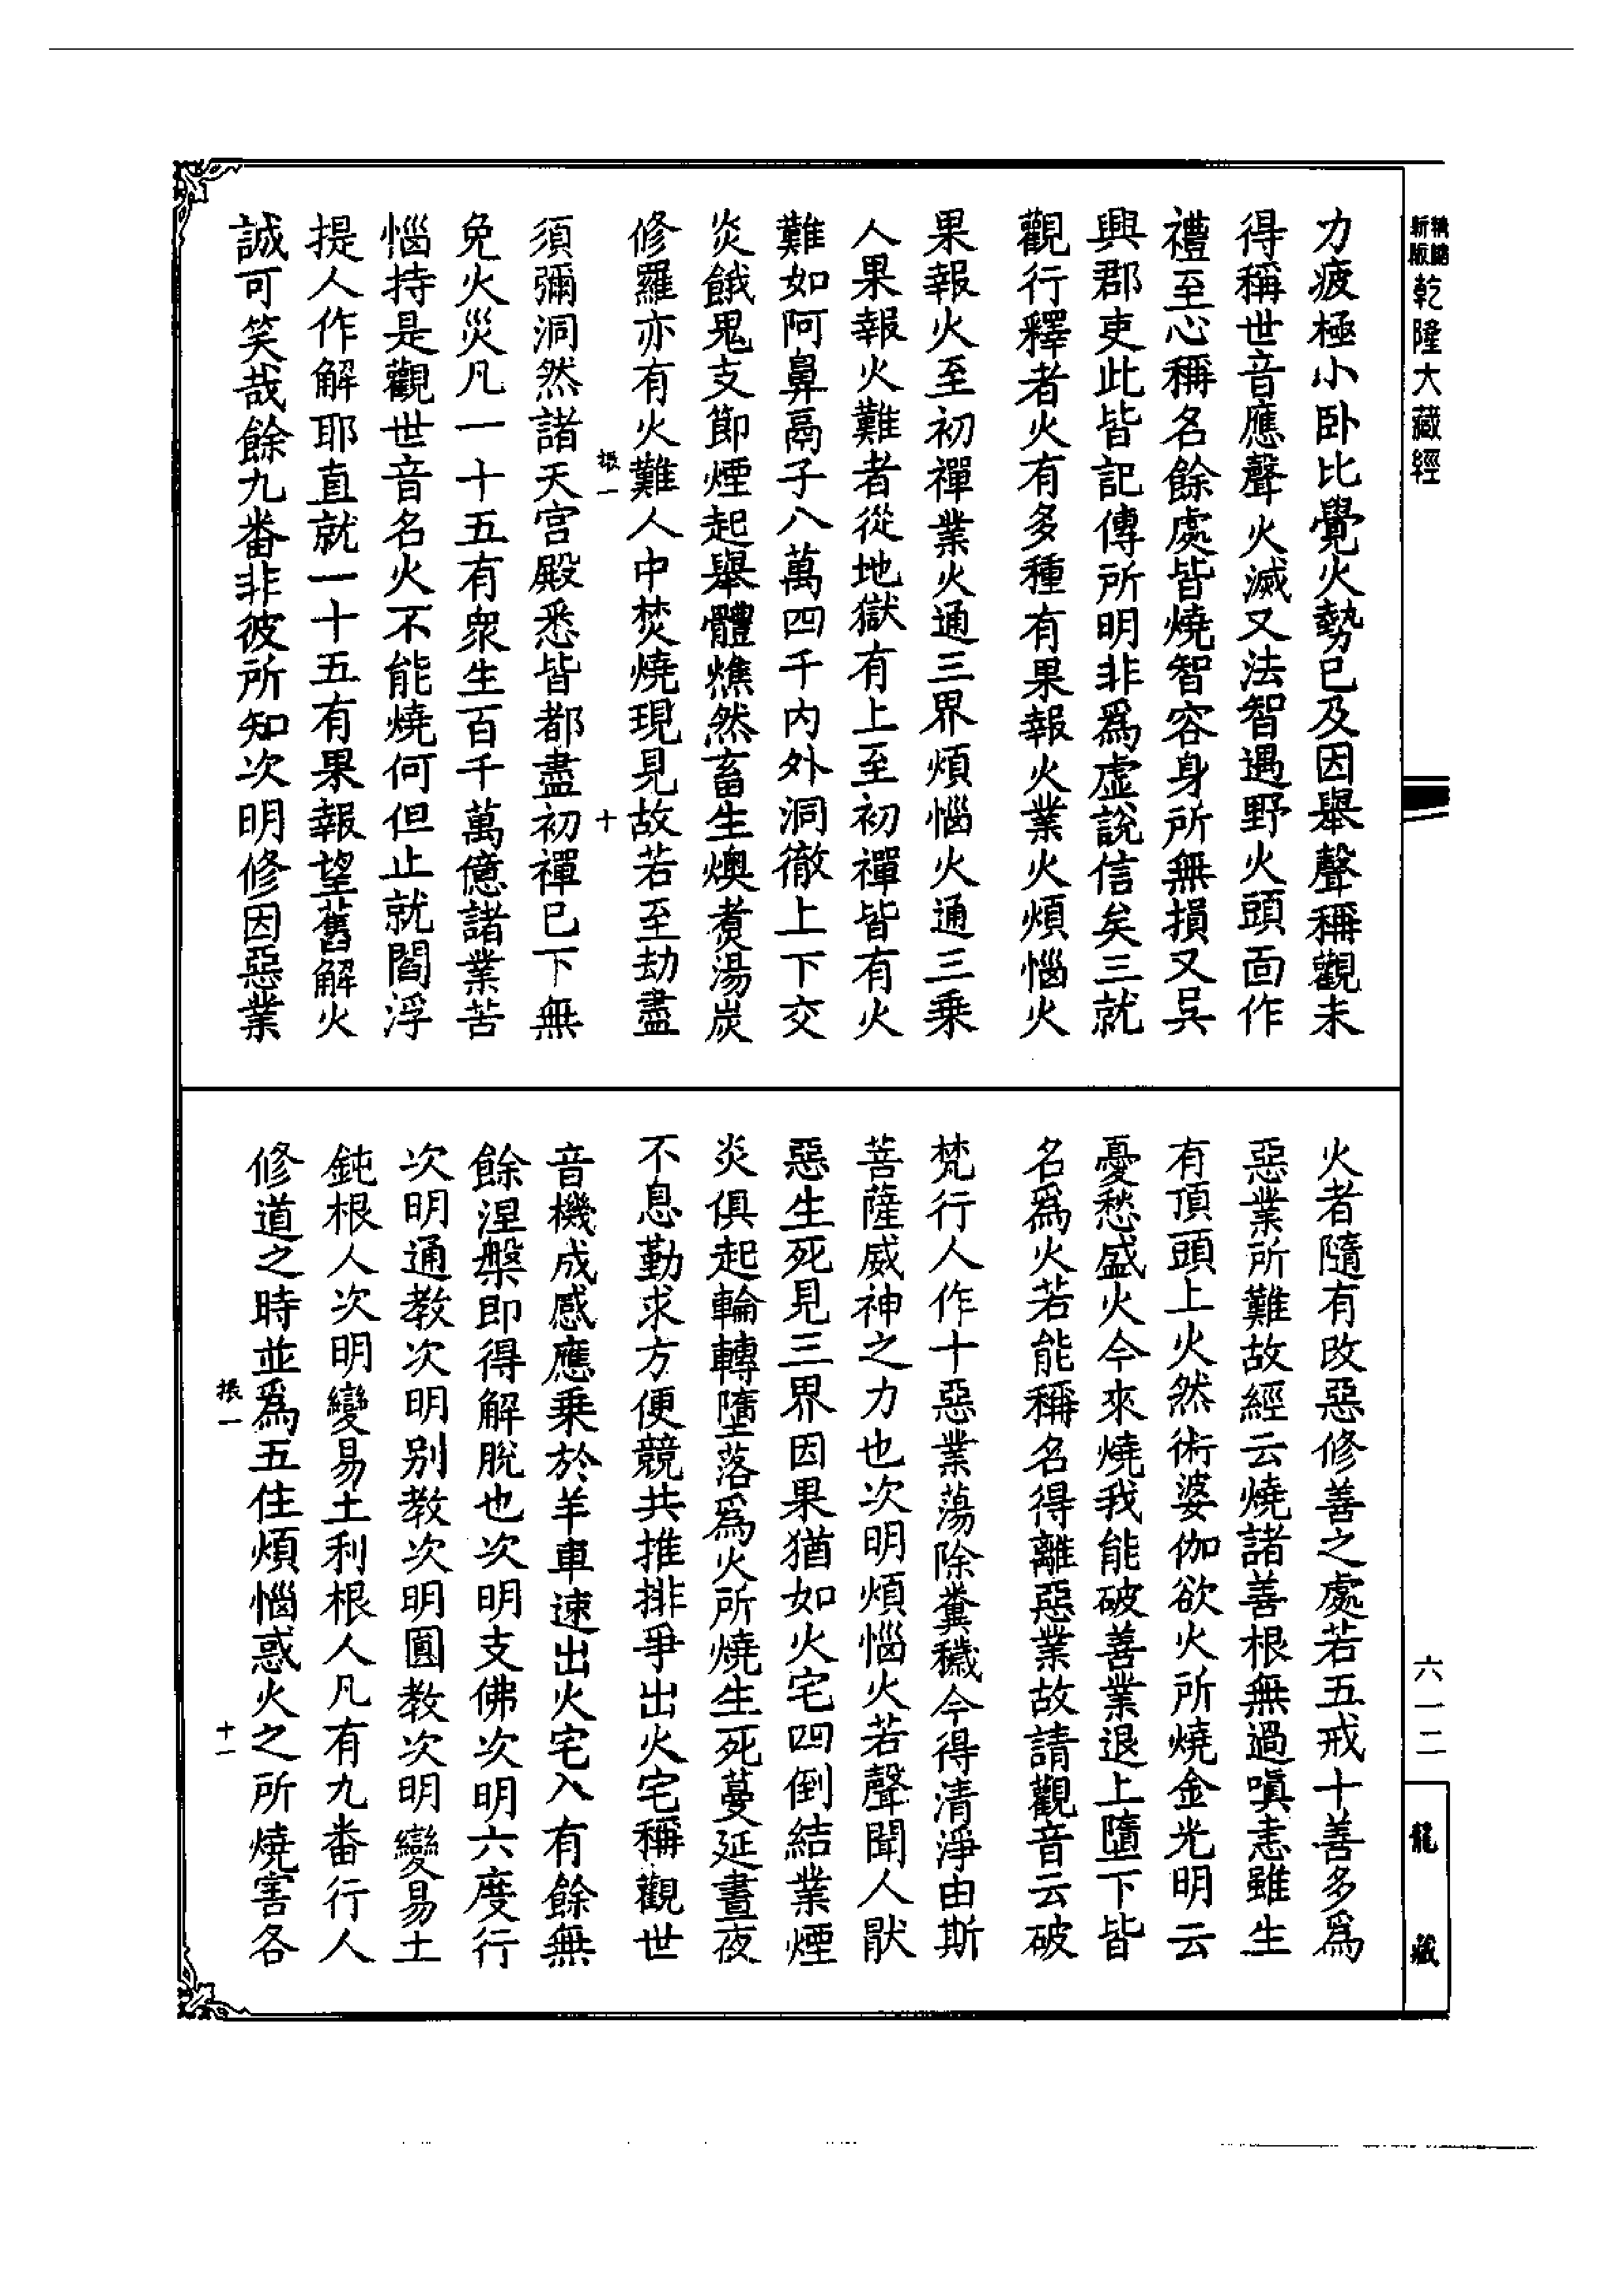 乾隆大藏經
力疲極小卧比覺火勢已及因舉聲稱觀未
得稱世音應聲火滅又法智遇野火頭面作
禮至心稱名餘處皆燒智容身所無損又吳
興郡吏此皆記傳所明非爲虛說信矣三就
觀行釋者火有多種有果報火業火煩惱火
果報火至初禪業火通三界煩惱火通三乗
人果報火難者從地獄有上至初禪皆有火
難如阿鼻鬲子八萬四千內外洞徹上下交
炎餓鬼支節煙起舉體燋然畜生燠煑湯炭
修羅亦有火難人中焚燒現見故若至劫盡
振一 十
須彌洞然諸天宫殿悉皆都盡初禪已下無
免火災凡一十五有衆生百千萬億諸業苦
惱持是觀世音名火不能燒何但止就閻浮
提人作解耶直就一十五有果報望舊解火
誠可笑哉餘九番非彼所知次明修因惡業
火者隨有改惡修善之處若五戒十善多爲
惡業所難故經云燒諸善根無過嗔恚雖生
有頂頭上火然術婆伽欲火所燒金光明云
憂愁盛火今來燒我能破善業退上墮下皆
名爲火若能稱名得離惡業故請觀音云破
梵行人作十惡業蕩除糞穢今得清淨由斯
菩薩威神之力也次明煩惱火若聲聞人猒
惡生死見三界因果猶如火宅四倒結業煙
炎俱起輪轉墮落爲火所燒生死蔓延晝夜
不息勤求方便競共推排爭出火宅稱觀世
音機成感應乗於羊車速出火宅入有餘無
餘涅槃即得解脫也次明支佛次明六度行
次明通教次明別教次明圓教次明變易土
鈍根人次明變易土利根人凡有九番行人
修道之時並爲五住煩惱惑火之所燒害各
振一 十一
六一二
龍藏